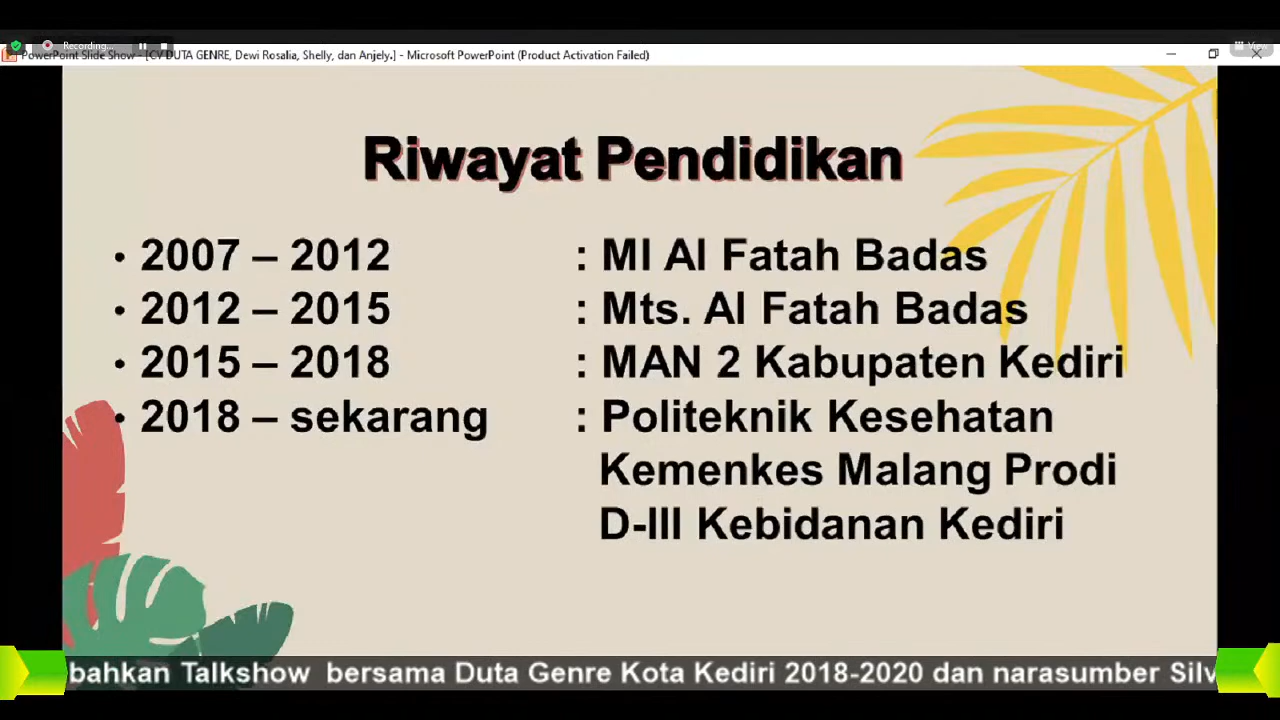 Recording...
View
PowerPoint Slide Show - [CV DUTA GENRE, Dewi Rosalia, Shelly, dan Anjely.] - Microsoft PowerPoint (Product Activation Failed)
Riwayat Pendidikan
• 2007 – 2012 : MI Al Fatah Badas
• 2012 – 2015 : Mts. Al Fatah Badas
• 2015 – 2018 : MAN 2 Kabupaten Kediri
• 2018 – sekarang : Politeknik Kesehatan
Kemenkes Malang Prodi
D-III Kebidanan Kediri
bahkan Talkshow bersama Duta Genre Kota Kediri 2018-2020 dan narasumber Silv